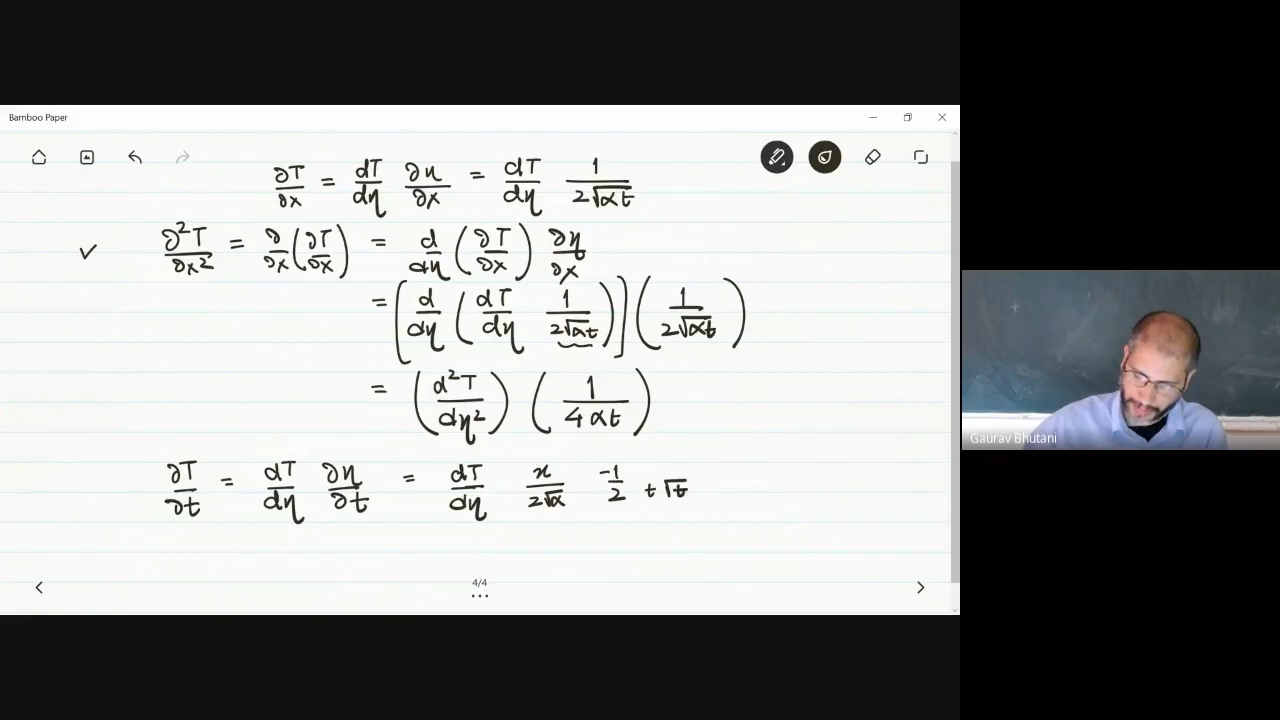 Bamboo Paper
∂T/∂x = dT/dη ∂η/∂x = dT/dη 1/(2√αt)
✓ ∂²T/∂x² = ∂/∂x (∂T/∂x) = d/dη (∂T/∂x) ∂η/∂x
= [d/dη (dT/dη 1/(2√αt))] (1/(2√αt))
= (d²T/dη²) (1/(4αt))
∂T/∂t = dT/dη ∂η/∂t = dT/dη x/(2√α) -1/2 t√t
4/4
Gaurav Bhutani